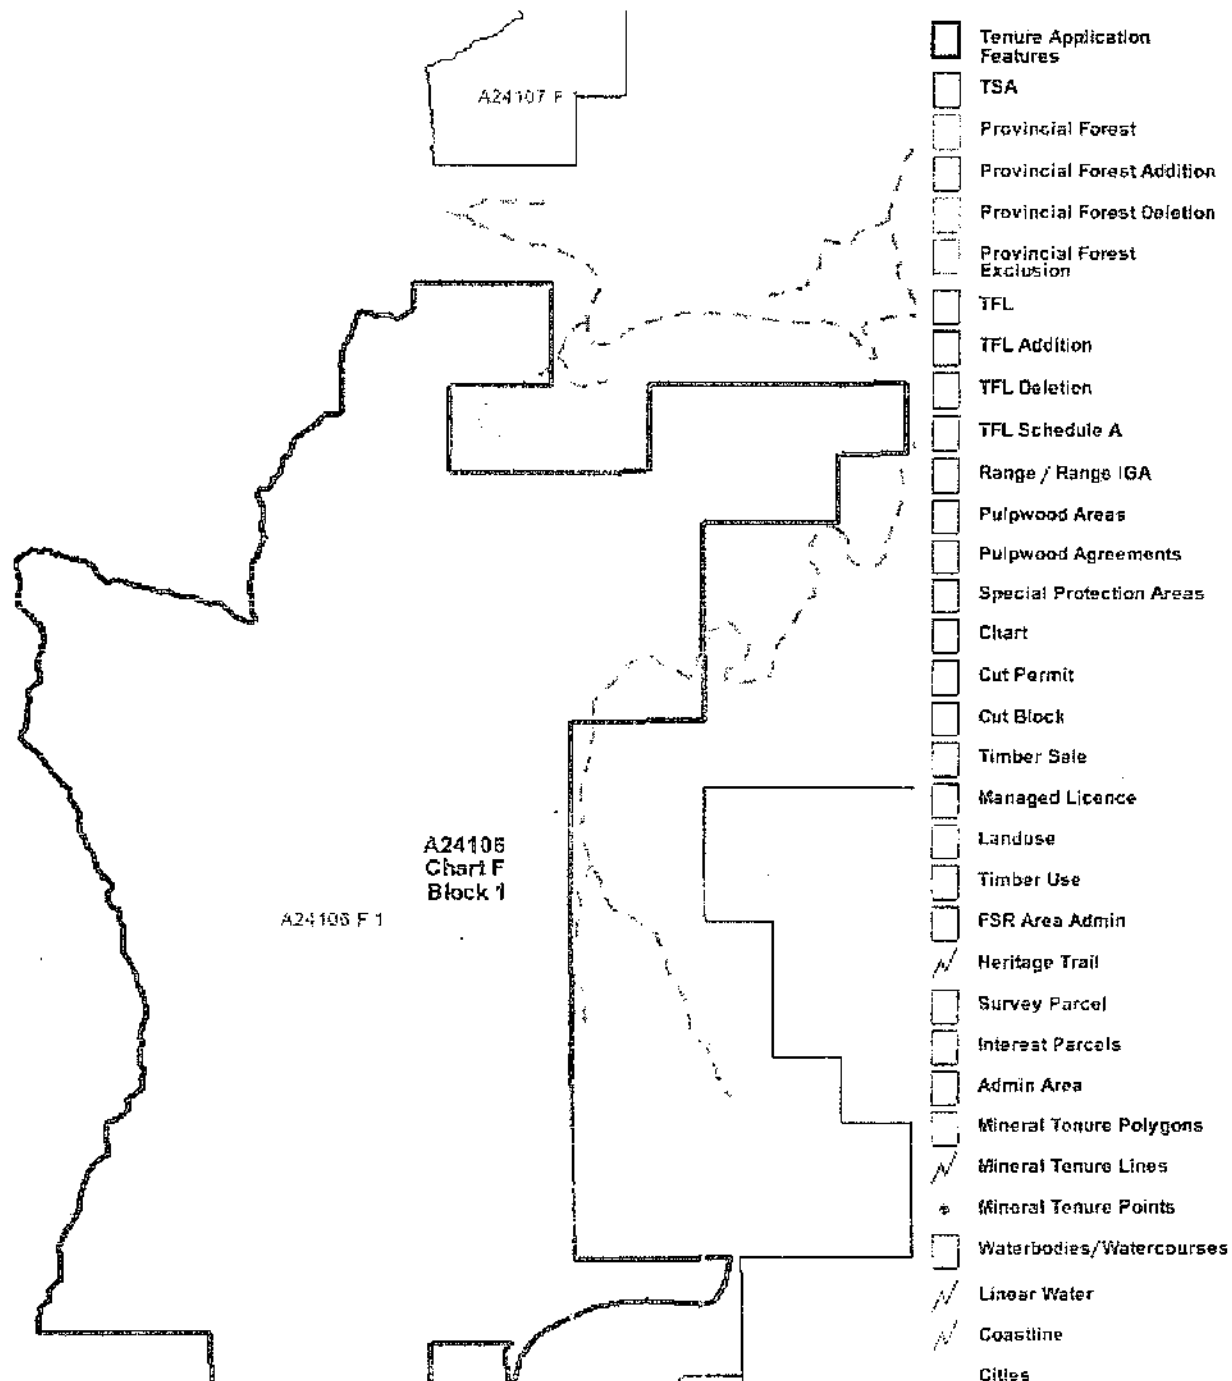 A24107 F
A24106
Chart F
Block 1
A24106 F 1
Tenure Application
Features
TSA
Provincial Forest
Provincial Forest Addition
Provincial Forest Deletion
Provincial Forest
Exclusion
TFL
TFL Addition
TFL Deletion
TFL Schedule A
Range / Range IGA
Pulpwood Areas
Pulpwood Agreements
Special Protection Areas
Chart
Cut Permit
Cut Block
Timber Sale
Managed Licence
Landuse
Timber Use
FSR Area Admin
Heritage Trail
Survey Parcel
Interest Parcels
Admin Area
Mineral Tenure Polygons
Mineral Tenure Lines
Mineral Tenure Points
Waterbodies/Watercourses
Linear Water
Coastline
Cities